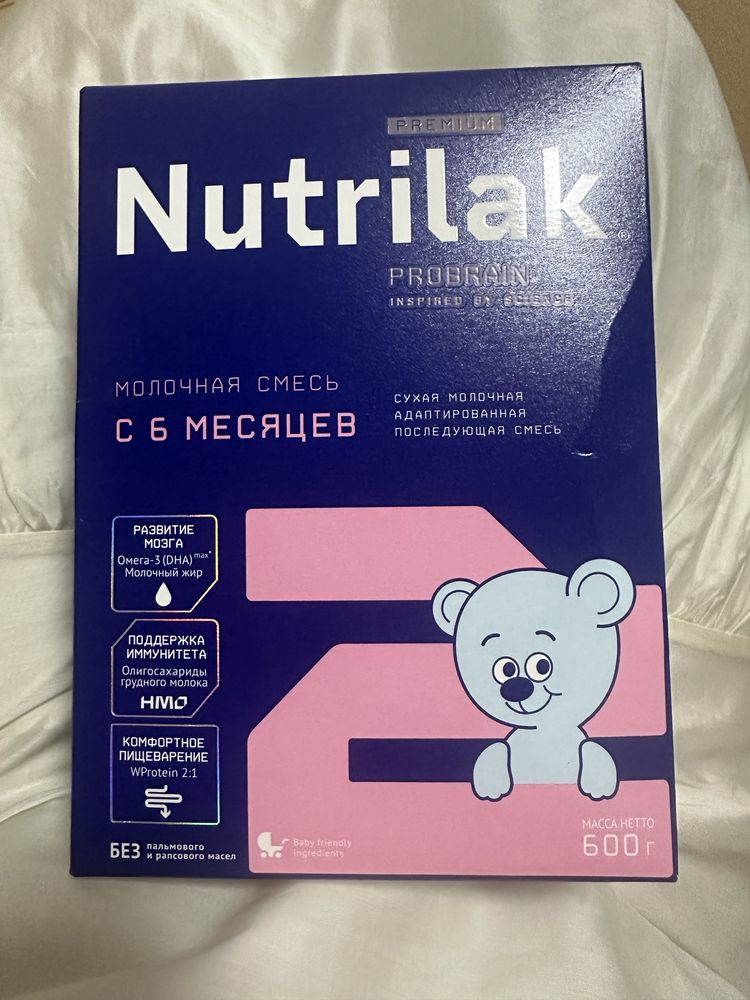 PREMIUM
Nutrilak®
PROBRAIN
INSPIRED BY SCIENCE
МОЛОЧНАЯ СМЕСЬ
С 6 МЕСЯЦЕВ
СУХАЯ МОЛОЧНАЯ
АДАПТИРОВАННАЯ
ПОСЛЕДУЮЩАЯ СМЕСЬ
РАЗВИТИЕ
МОЗГА
Омега-3 (DHA) max*
Молочный жир
ПОДДЕРЖКА
ИММУНИТЕТА
Олигосахариды
грудного молока
HMO
КОМФОРТНОЕ
ПИЩЕВАРЕНИЕ
WProtein 2:1
БЕЗ пальмового
и рапсового масел
2
Baby friendly
ingredients
МАССА НЕТТО
600 г